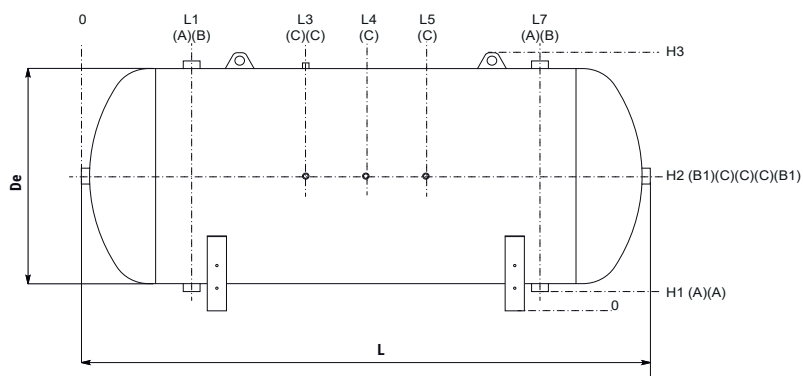 0 L1 L3 L4 L5 L7
(A)(B) (C)(C) (C) (C) (A)(B)
H3
De
H2 (B1)(C)(C)(C)(B1)
H1 (A)(A)
0
L